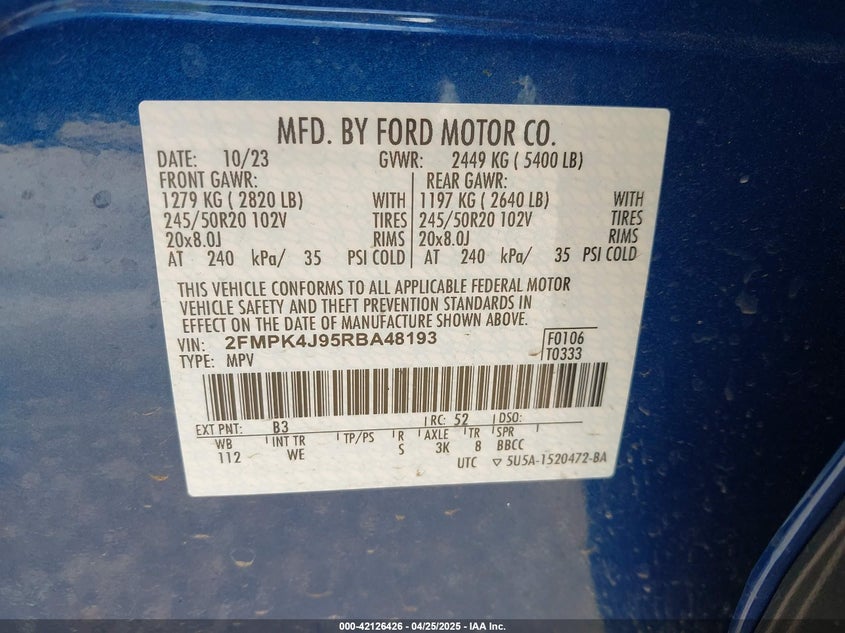 MFD. BY FORD MOTOR CO.
DATE: 10/23 GVWR: 2449 KG ( 5400 LB)
FRONT GAWR: REAR GAWR:
1279 KG ( 2820 LB) WITH 1197 KG ( 2640 LB) WITH
245/50R20 102V TIRES 245/50R20 102V TIRES
20x8.0J RIMS 20x8.0J RIMS
AT 240 kPa/ 35 PSI COLD AT 240 kPa/ 35 PSI COLD
THIS VEHICLE CONFORMS TO ALL APPLICABLE FEDERAL MOTOR
VEHICLE SAFETY AND THEFT PREVENTION STANDARDS IN
EFFECT ON THE DATE OF MANUFACTURE SHOWN ABOVE.
VIN: 2FMPK4J95RBA48193 F0106
TYPE: MPV T0333
EXT PNT: B3 RC: 52 DSO:
WB INT TR TP/PS R AXLE TR SPR
112 WE S 3K 8 BBCC
UTC ▽ 5U5A-1520472-BA
000-42126426 - 04/25/2025 - IAA Inc.